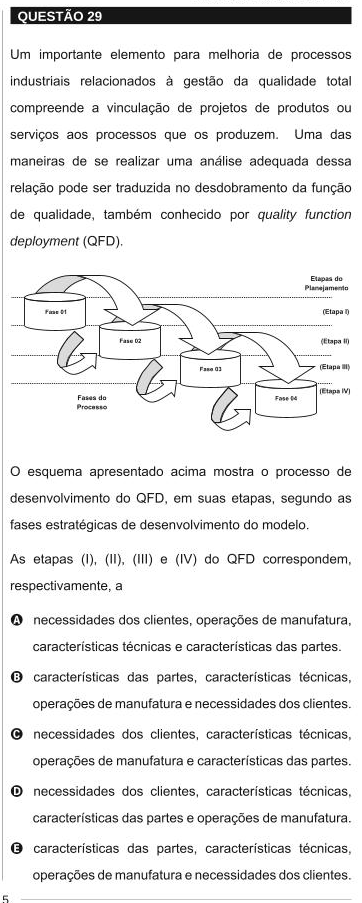 QUESTÃO 29
Um importante elemento para melhoria de processos
industriais relacionados à gestão da qualidade total
compreende a vinculação de projetos de produtos ou
serviços aos processos que os produzem. Uma das
maneiras de se realizar uma análise adequada dessa
relação pode ser traduzida no desdobramento da função
de qualidade, também conhecido por quality function
deployment (QFD).
Etapas do
Planejamento
Fase 01
(Etapa I)
Fase 02
(Etapa II)
Fase 03
(Etapa III)
Fase 04
(Etapa IV)
Fases do
Processo
O esquema apresentado acima mostra o processo de
desenvolvimento do QFD, em suas etapas, segundo as
fases estratégicas de desenvolvimento do modelo.
As etapas (I), (II), (III) e (IV) do QFD correspondem,
respectivamente, a
A necessidades dos clientes, operações de manufatura,
características técnicas e características das partes.
B características das partes, características técnicas,
operações de manufatura e necessidades dos clientes.
C necessidades dos clientes, características técnicas,
operações de manufatura e características das partes.
D necessidades dos clientes, características técnicas,
características das partes e operações de manufatura.
E características das partes, características técnicas,
operações de manufatura e necessidades dos clientes.
5